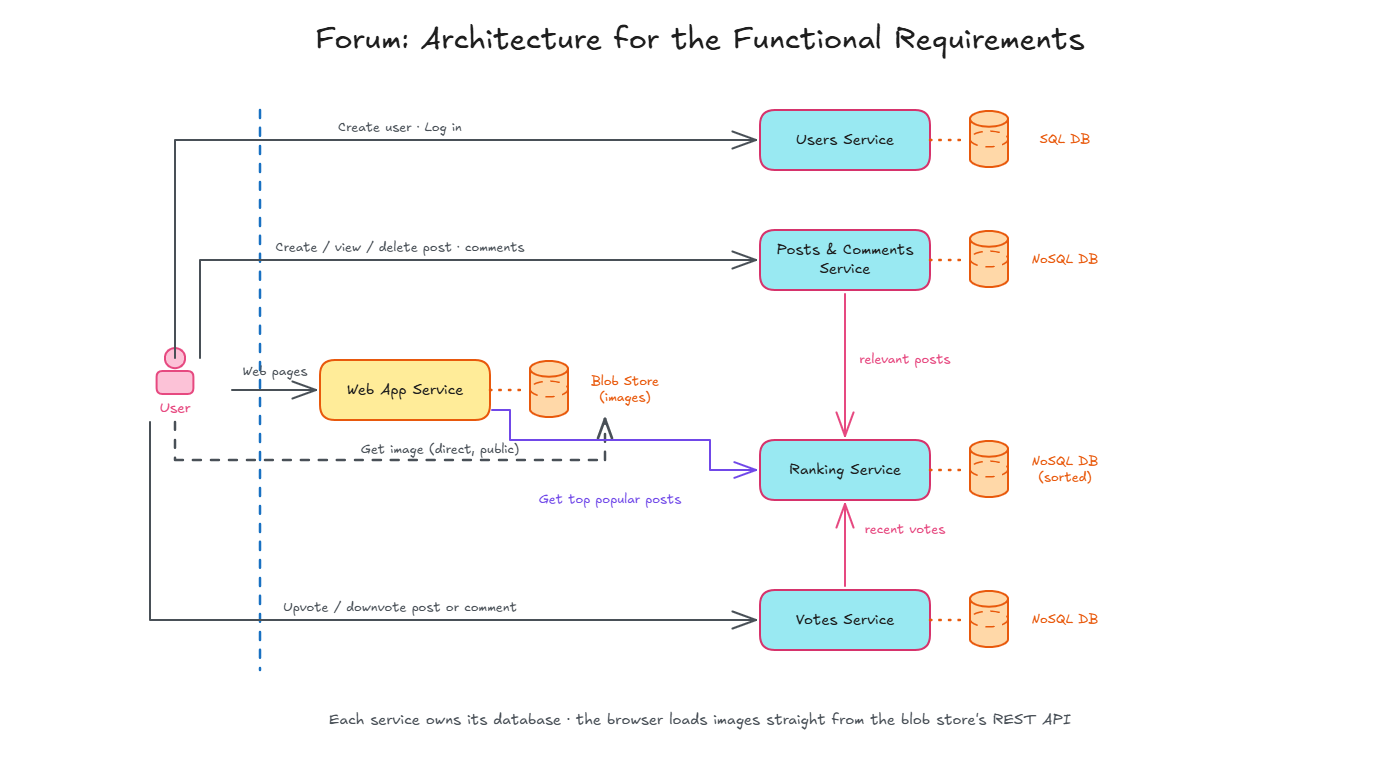 Forum: Architecture for the Functional Requirements
Create user · Log in
Users Service
SQL DB
Create / view / delete post · comments
Posts & Comments
Service
NoSQL DB
relevant posts
Web pages
User
Web App Service
Blob Store
(images)
Get image (direct, public)
Ranking Service
NoSQL DB
(sorted)
Get top popular posts
recent votes
Upvote / downvote post or comment
Votes Service
NoSQL DB
Each service owns its database · the browser loads images straight from the blob store's REST API